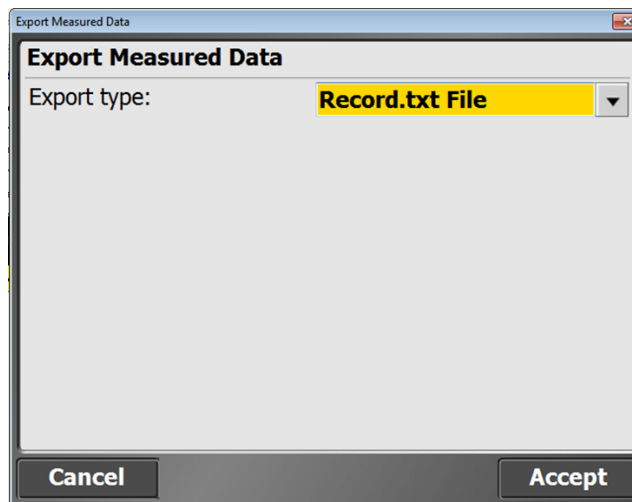 Export Measured Data
Export Measured Data
Export type: Record.txt File
Cancel Accept